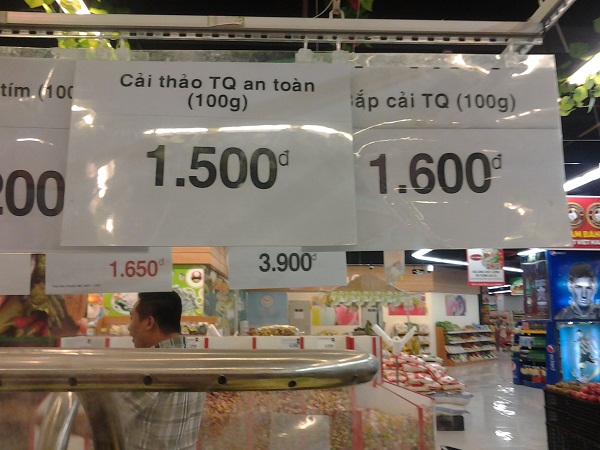 tím (100
Cải thảo TQ an toàn
(100g)
ắp cải TQ (100g)
200
1.500đ
1.600đ
1.650đ
3.900đ
pepsi